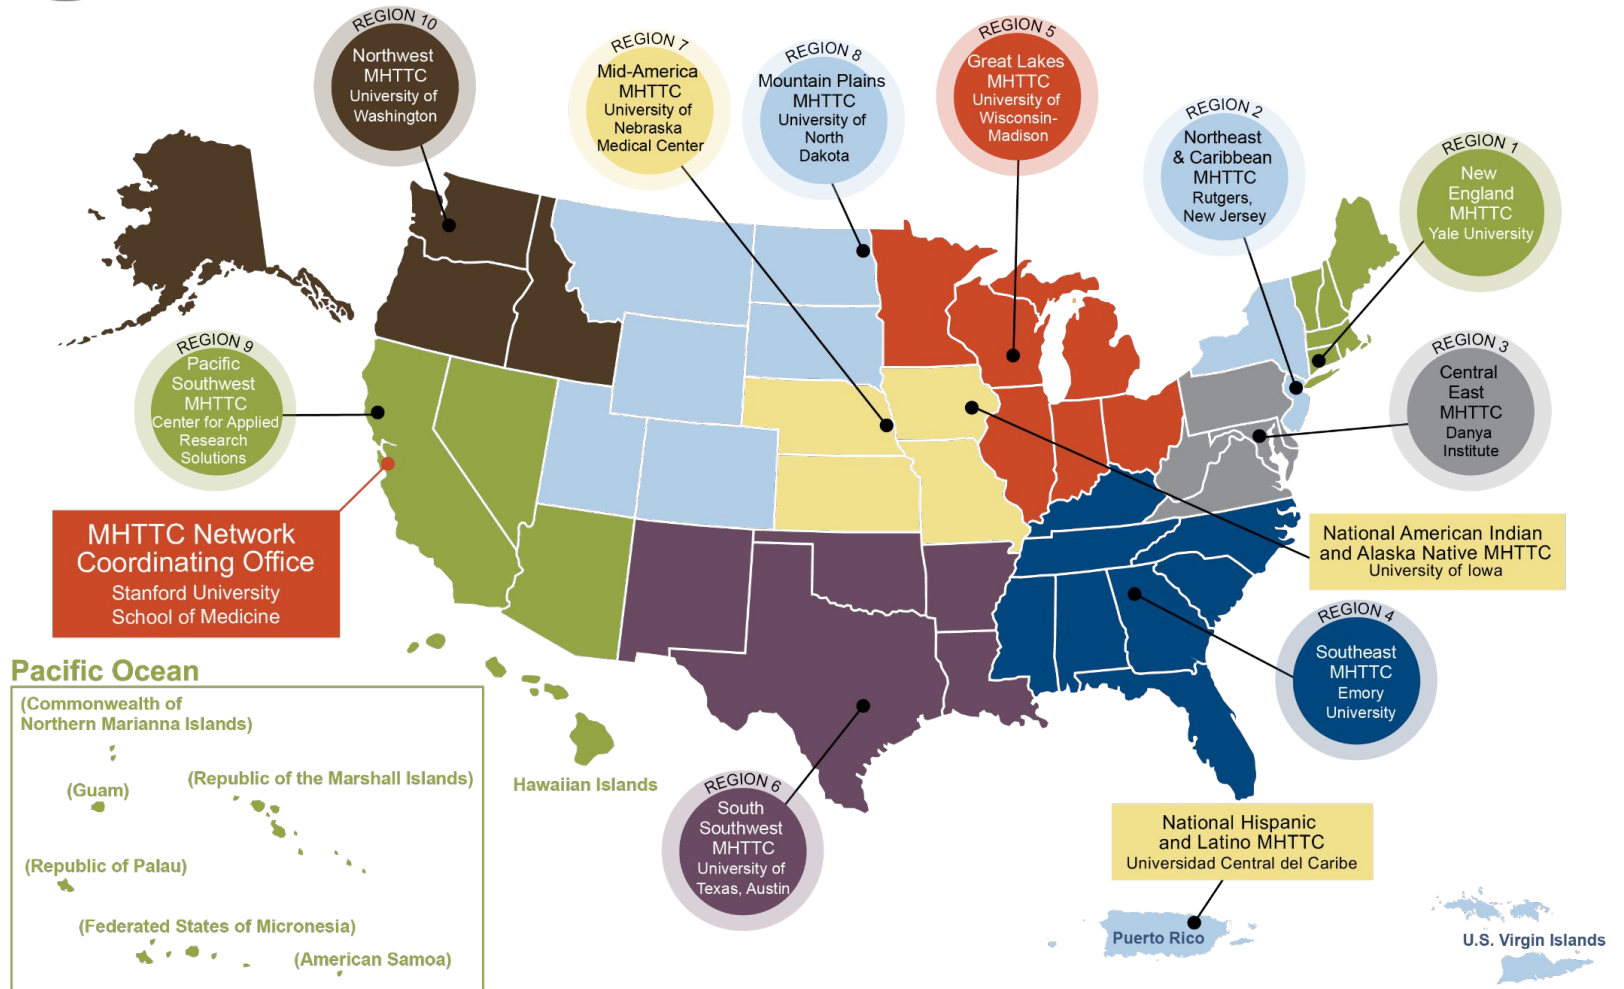 REGION 10
Northwest
MHTTC
University of
Washington
REGION 7
Mid-America
MHTTC
University of
Nebraska
Medical Center
REGION 8
Mountain Plains
MHTTC
University of
North
Dakota
REGION 5
Great Lakes
MHTTC
University of
Wisconsin-
Madison
REGION 2
Northeast
& Caribbean
MHTTC
Rutgers,
New Jersey
REGION 1
New
England
MHTTC
Yale University
REGION 9
Pacific
Southwest
MHTTC
Center for Applied
Research
Solutions
REGION 3
Central
East
MHTTC
Danya
Institute
MHTTC Network
Coordinating Office
Stanford University
School of Medicine
National American Indian
and Alaska Native MHTTC
University of Iowa
REGION 4
Southeast
MHTTC
Emory
University
Pacific Ocean
(Commonwealth of
Northern Marianna Islands)
(Guam)
(Republic of the Marshall Islands)
(Republic of Palau)
(Federated States of Micronesia)
(American Samoa)
Hawaiian Islands
REGION 6
South
Southwest
MHTTC
University of
Texas, Austin
National Hispanic
and Latino MHTTC
Universidad Central del Caribe
Puerto Rico
U.S. Virgin Islands